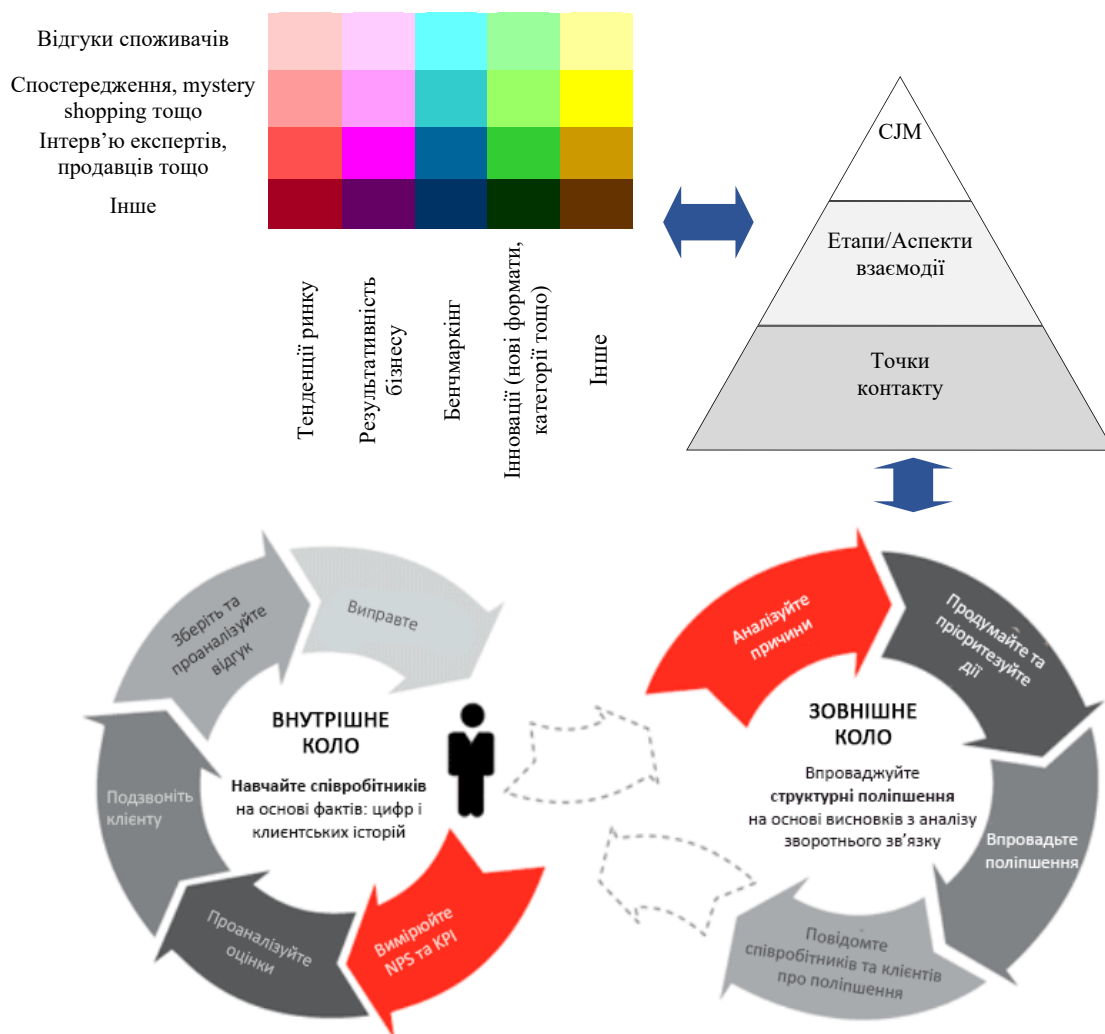 Відгуки споживачів
Спостередження, mystery
shopping тощо
Інтерв’ю експертів,
продавців тощо
Інше
Тенденції ринку
Результативність
бізнесу
Бенчмаркінг
Інновації (нові формати,
категорії тощо)
Інше
CJM
Етапи/Аспекти
взаємодії
Точки
контакту
Зберіть та
проаналізуйте
відгук
Виправте
Подзвоніть
клієнту
Проаналізуйте
оцінки
Вимірюйте
NPS та KPI
ВНУТРІШНЕ
КОЛО
Навчайте співробітників
на основі фактів: цифр і
клиентських історій
Аналізуйте
причини
Продумайте та
пріоритезуйте
дії
Впровадьте
поліпшення
Повідомте
співробітників та клієнтів
про поліпшення
ЗОВНІШНЕ
КОЛО
Впроваджуйте
структурні поліпшення
на основі висновків з аналізу
зворотнього зв’язку